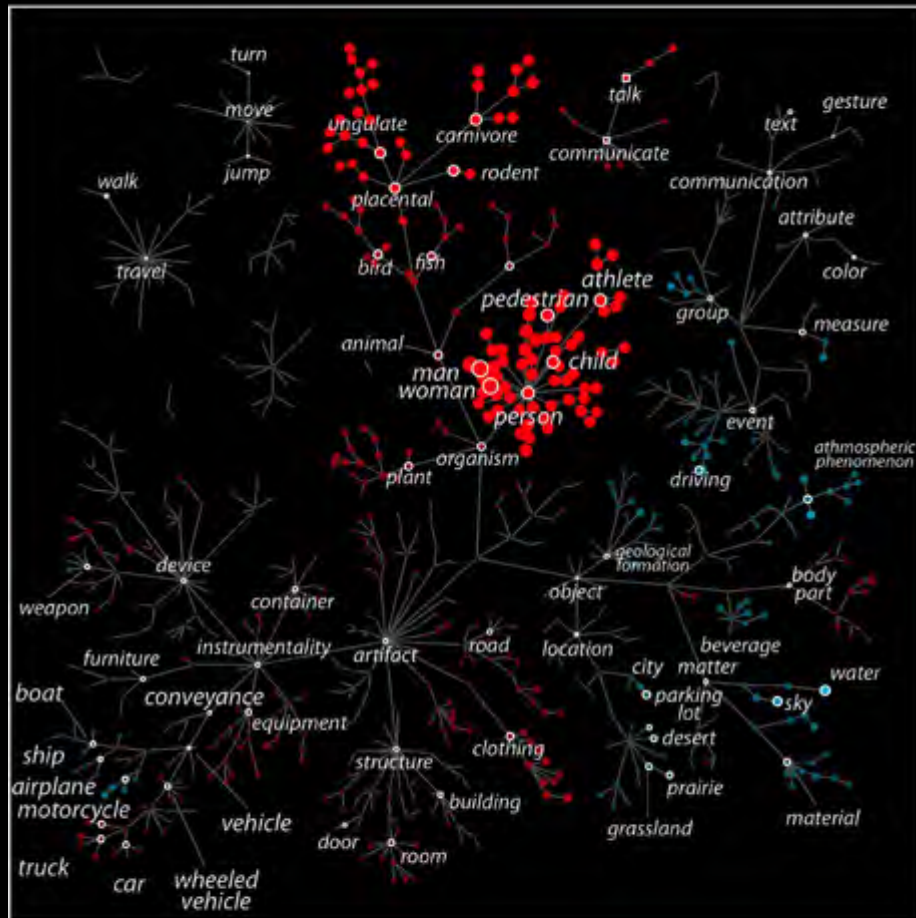 turn
move
jump
walk
travel
ungulate
carnivore
placental
rodent
bird
fish
talk
communicate
text
gesture
communication
attribute
color
group
measure
event
athmospheric
phenomenon
driving
athlete
pedestrian
child
animal
man
woman
person
organism
plant
device
weapon
container
instrumentality
furniture
boat
conveyance
equipment
ship
airplane
motorcycle
vehicle
truck
car
wheeled
vehicle
artifact
road
clothing
structure
building
door
room
geological
formation
object
location
body
part
beverage
city
matter
parking
lot
water
sky
desert
prairie
grassland
material